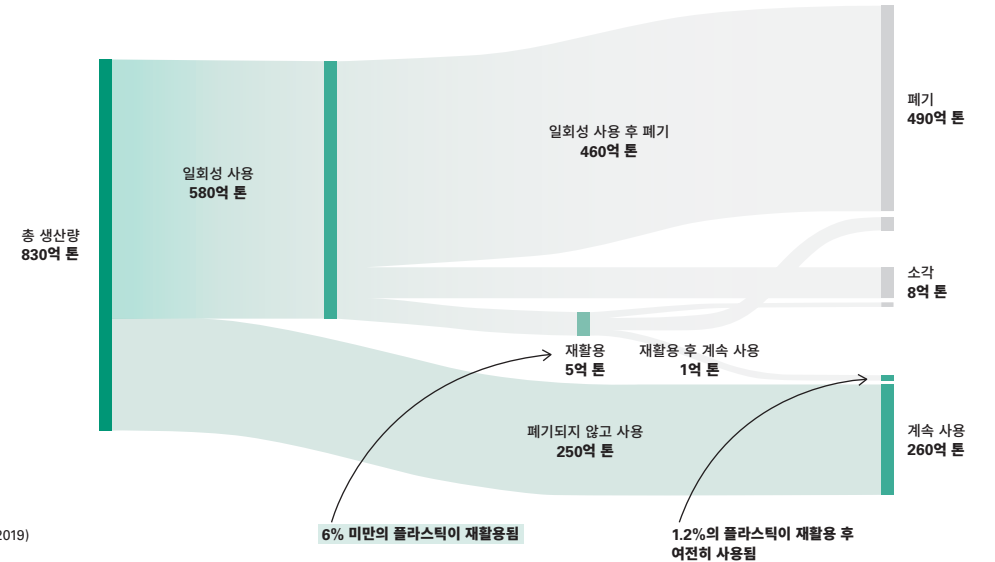 총 생산량
830억 톤
일회성 사용
580억 톤
일회성 사용 후 폐기
460억 톤
폐기
490억 톤
소각
8억 톤
재활용
5억 톤
재활용 후 계속 사용
1억 톤
폐기되지 않고 사용
250억 톤
계속 사용
260억 톤
6% 미만의 플라스틱이 재활용됨
1.2%의 플라스틱이 재활용 후
여전히 사용됨
2019)